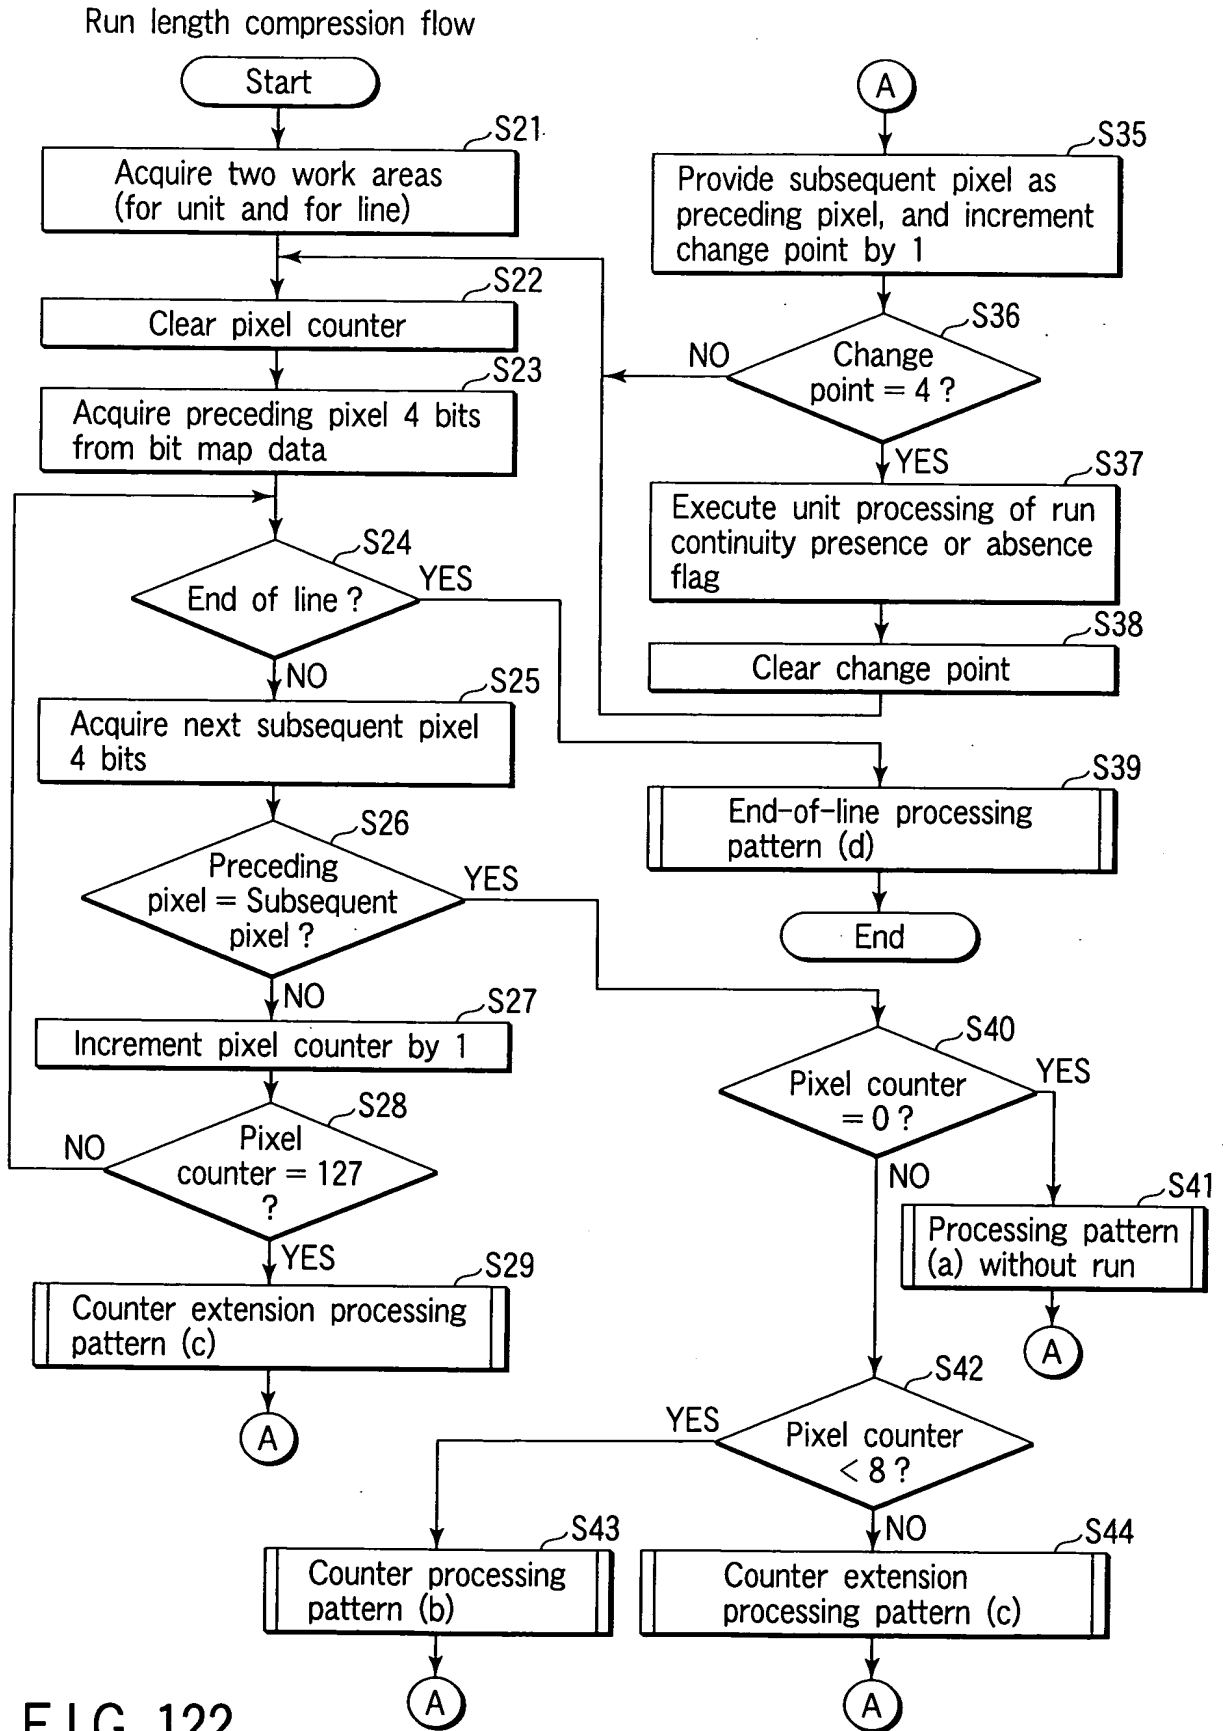 Run length compression flow
Start
S21
Acquire two work areas
(for unit and for line)
S22
Clear pixel counter
S23
Acquire preceding pixel 4 bits
from bit map data
S24
End of line ?
YES
NO
S25
Acquire next subsequent pixel
4 bits
S26
Preceding
pixel = Subsequent
pixel ?
YES
NO
S27
Increment pixel counter by 1
S28
Pixel
counter = 127
?
NO
YES
S29
Counter extension processing
pattern (c)
A
A
S35
Provide subsequent pixel as
preceding pixel, and increment
change point by 1
S36
Change
point = 4 ?
NO
YES
S37
Execute unit processing of run
continuity presence or absence
flag
S38
Clear change point
S39
End-of-line processing
pattern (d)
End
S40
Pixel counter
= 0 ?
YES
NO
S41
Processing pattern
(a) without run
A
S42
Pixel counter
< 8 ?
YES
NO
S43
Counter processing
pattern (b)
A
S44
Counter extension
processing pattern (c)
A
FIG. 122